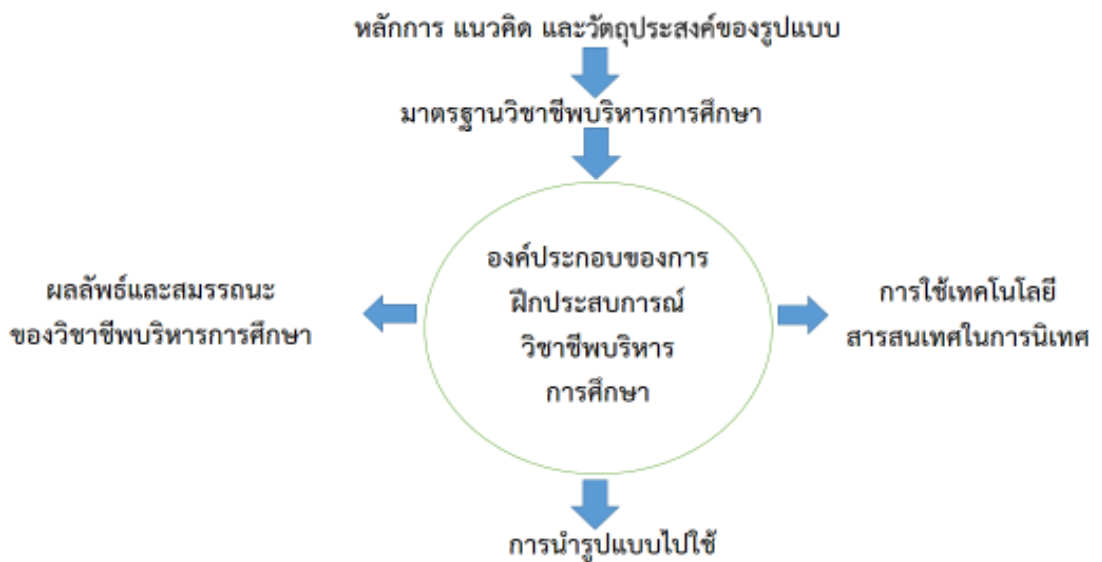 หลักการ แนวคิด และวัตถุประสงค์ของรูปแบบ
มาตรฐานวิชาชีพบริหารการศึกษา
องค์ประกอบของการ
ฝึกประสบการณ์
วิชาชีพบริหาร
การศึกษา
ผลลัพธ์และสมรรถนะ
ของวิชาชีพบริหารการศึกษา
การใช้เทคโนโลยี
สารสนเทศในการนิเทศ
การนำรูปแบบไปใช้